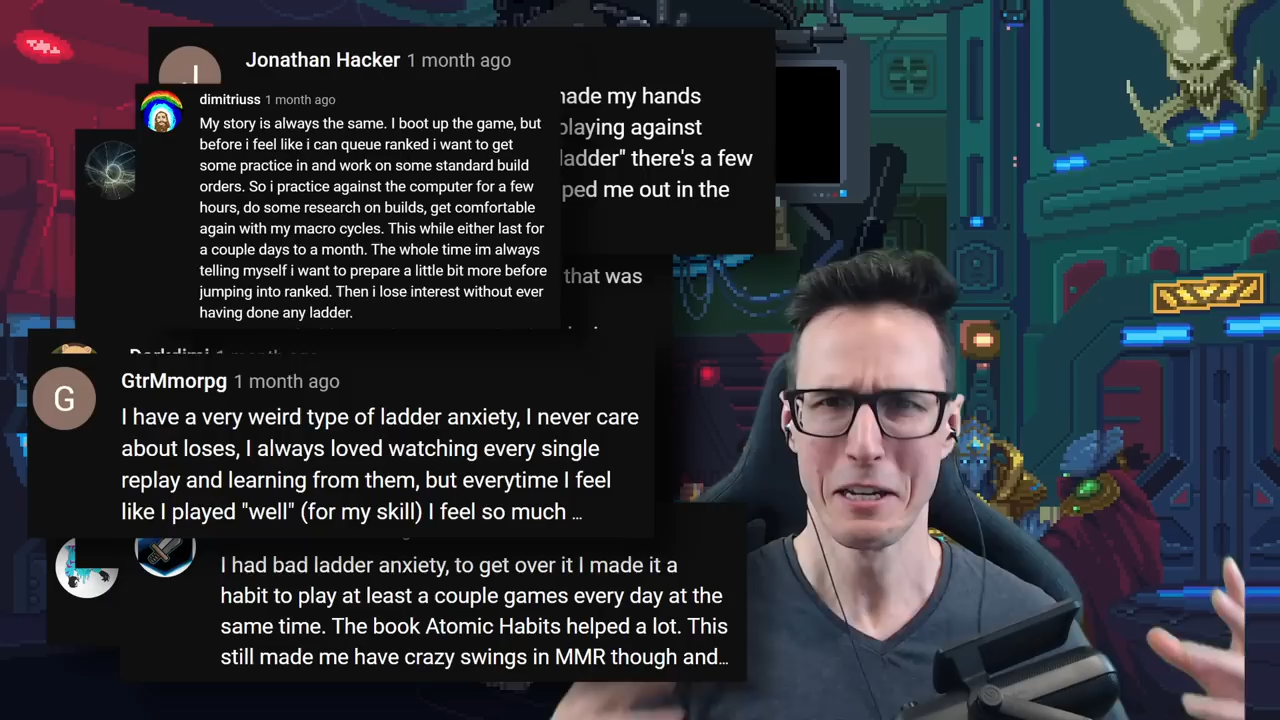 Jonathan Hacker 1 month ago
made my hands
playing against
ladder" there's a few
ped me out in the
dimitriuss 1 month ago
My story is always the same. I boot up the game, but
before i feel like i can queue ranked i want to get
some practice in and work on some standard build
orders. So i practice against the computer for a few
hours, do some research on builds, get comfortable
again with my macro cycles. This while either last for
a couple days to a month. The whole time im always
telling myself i want to prepare a little bit more before
jumping into ranked. Then i lose interest without ever
having done any ladder.
that was
GtrMmorpg 1 month ago
I have a very weird type of ladder anxiety, I never care
about loses, I always loved watching every single
replay and learning from them, but everytime I feel
like I played "well" (for my skill) I feel so much ...
G
I had bad ladder anxiety, to get over it I made it a
habit to play at least a couple games every day at the
same time. The book Atomic Habits helped a lot. This
still made me have crazy swings in MMR though and...